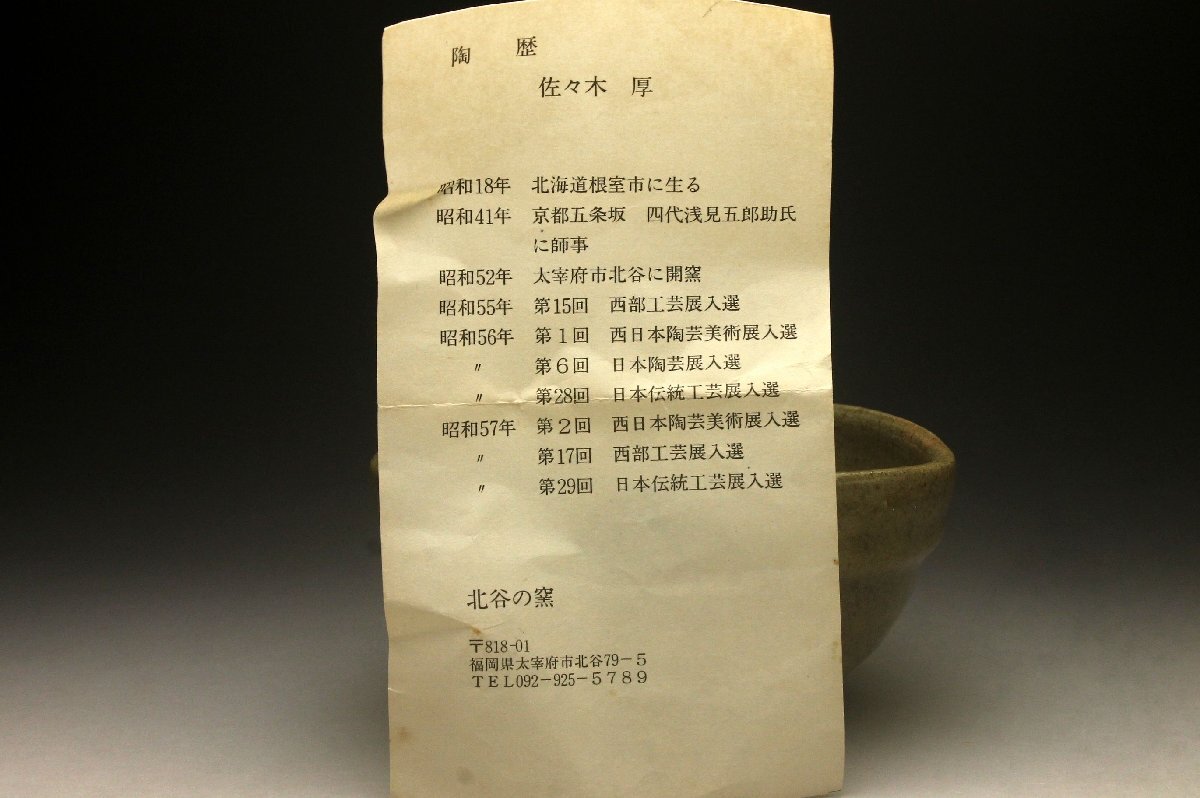 陶　歴
佐々木　厚
昭和18年　北海道根室市に生る
昭和41年　京都五条坂　四代浅見五郎助氏
に師事
昭和52年　太宰府市北谷に開窯
昭和55年　第15回　西部工芸展入選
昭和56年　第１回　西日本陶芸美術展入選
〃　第６回　日本陶芸展入選
〃　第28回　日本伝統工芸展入選
昭和57年　第２回　西日本陶芸美術展入選
〃　第17回　西部工芸展入選
〃　第29回　日本伝統工芸展入選
北谷の窯
〒818-01
福岡県太宰府市北谷79－５
ＴＥＬ092－925－５７８９